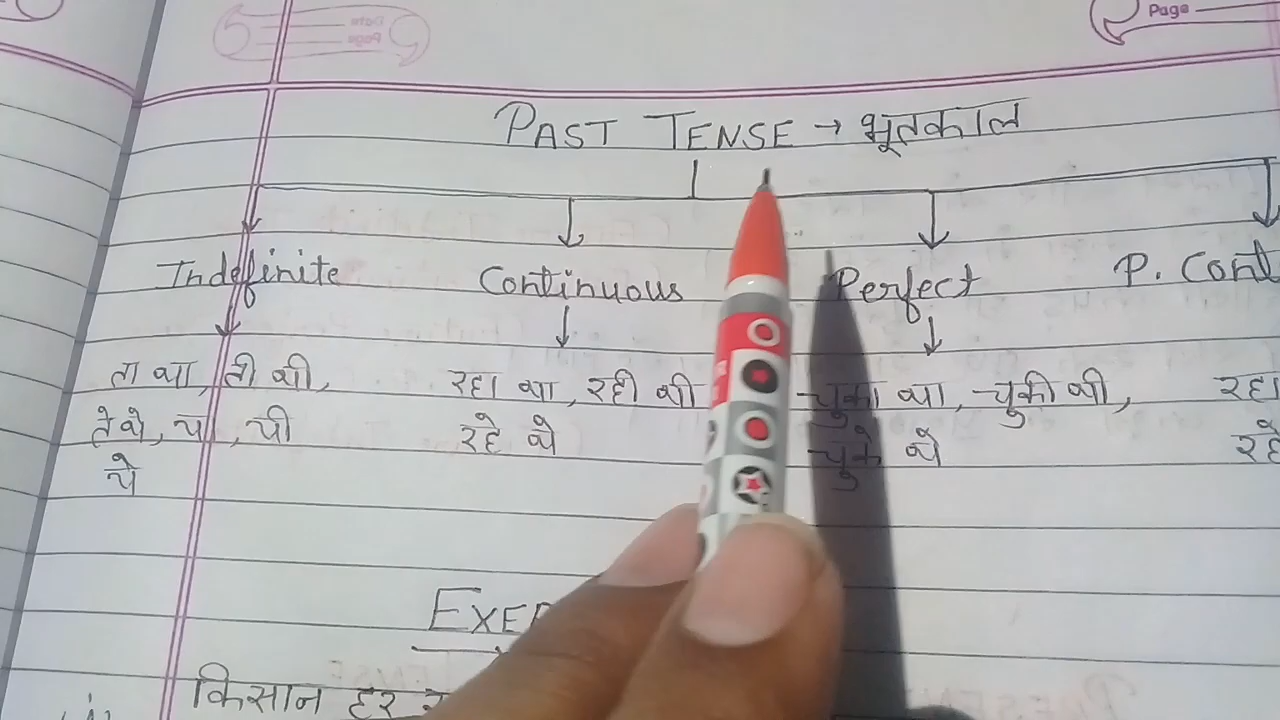 Page
PAST TENSE → भूतकाल
Indefinite Continuous Perfect P. Cont
ता था, ती थी, रहा था, रही थी चुका था, चुकी थी, रहा
ते थे, या, यी रहे थे चुके थे रहे
ये
किसान हर